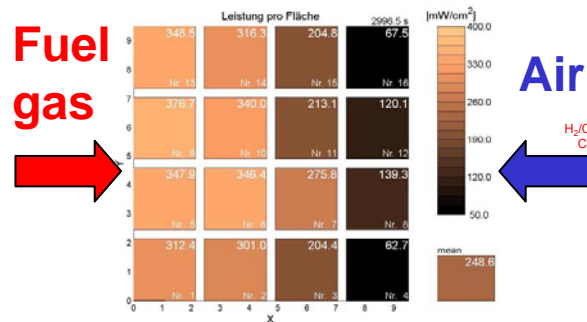 Leistung pro Fläche
2996.5 s
[mW/cm²]
Fuel
gas
Air
H₂/C
C
9
8
7
6
5
4
3
2
1
0
348.5 316.3 204.8 67.5
Nr. 13 Nr. 14 Nr. 15 Nr. 16
376.7 340.0 213.1 120.1
Nr. 9 Nr. 10 Nr. 11 Nr. 12
347.9 346.4 275.8 139.3
Nr. 5 Nr. 6 Nr. 7 Nr. 8
312.4 301.0 204.4 62.7
Nr. 1 Nr. 2 Nr. 3 Nr. 4
0 1 2 3 4 5 6 7 8 9
X
400.0
330.0
260.0
190.0
120.0
50.0
mean
248.6